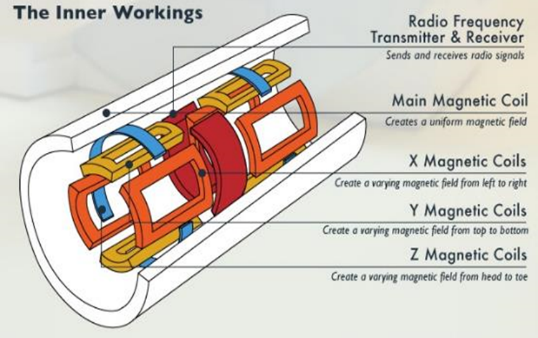 The Inner Workings
Radio Frequency
Transmitter & Receiver
Sends and receives radio signals
Main Magnetic Coil
Creates a uniform magnetic field
X Magnetic Coils
Create a varying magnetic field from left to right
Y Magnetic Coils
Create a varying magnetic field from top to bottom
Z Magnetic Coils
Create a varying magnetic field from head to toe